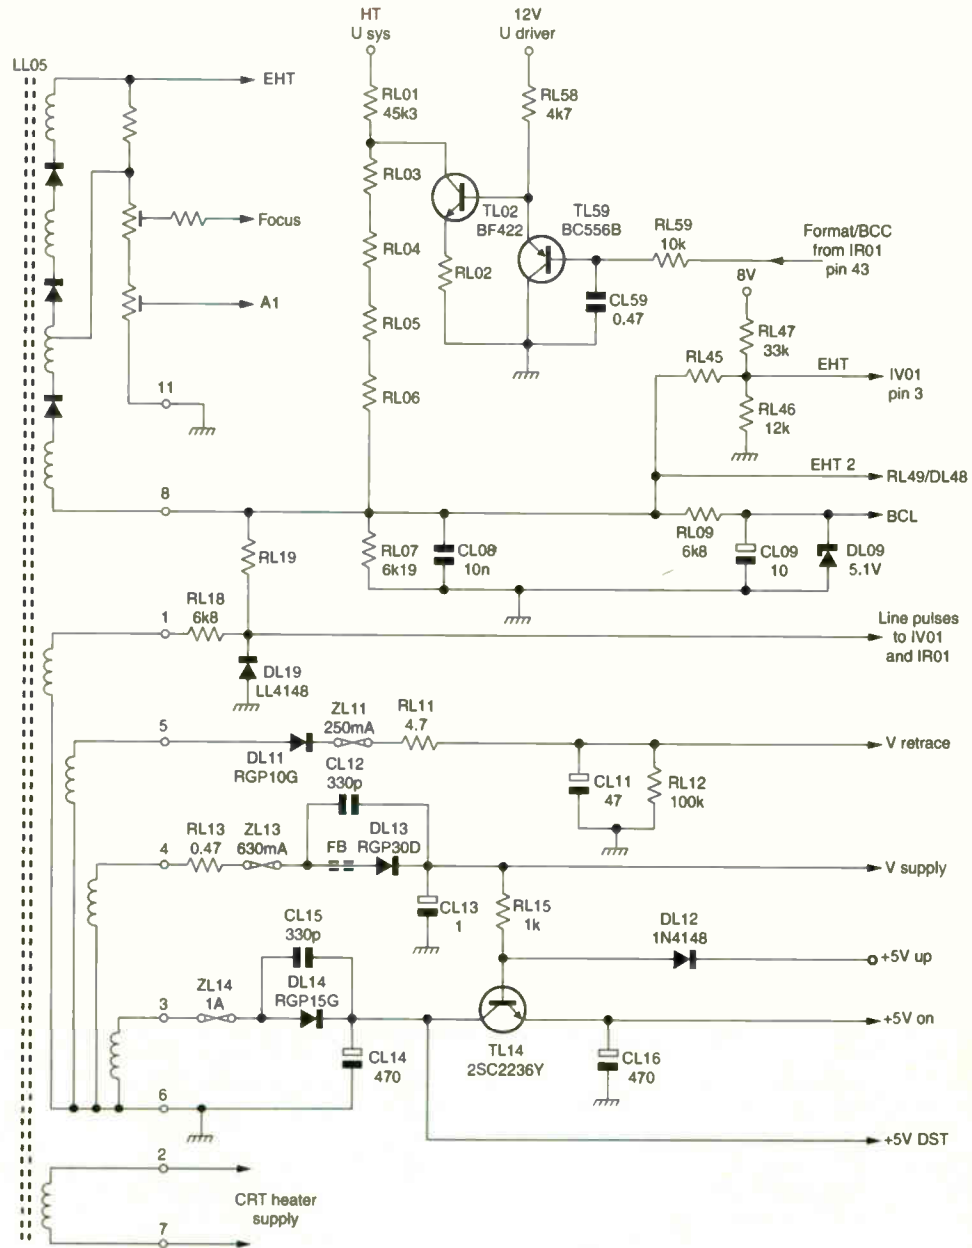 HT
U sys
12V
U driver
LL05
EHT
RL01
45k3
RL58
4k7
RL03
TL02
BF422
TL59
BC556B
RL59
10k
Format/BCC
from IR01
pin 43
Focus
RL04
RL02
CL59
0.47
8V
A1
RL05
RL47
33k
RL45
EHT
IV01
pin 3
11
RL06
RL46
12k
EHT 2
RL49/DL48
8
BCL
RL19
RL07
6k19
CL08
10n
RL09
6k8
CL09
10
DL09
5.1V
RL18
6k8
1
Line pulses
to IV01
and IR01
DL19
LL4148
5
ZL11
250mA
RL11
4.7
V retrace
DL11
RGP10G
CL12
330p
CL11
47
RL12
100k
RL13
0.47
ZL13
630mA
FB
DL13
RGP30D
4
V supply
CL13
1
RL15
1k
CL15
330p
DL12
1N4148
+5V up
ZL14
1A
DL14
RGP15G
3
+5V on
TL14
2SC2236Y
CL14
470
CL16
470
6
+5V DST
2
CRT heater
supply
7